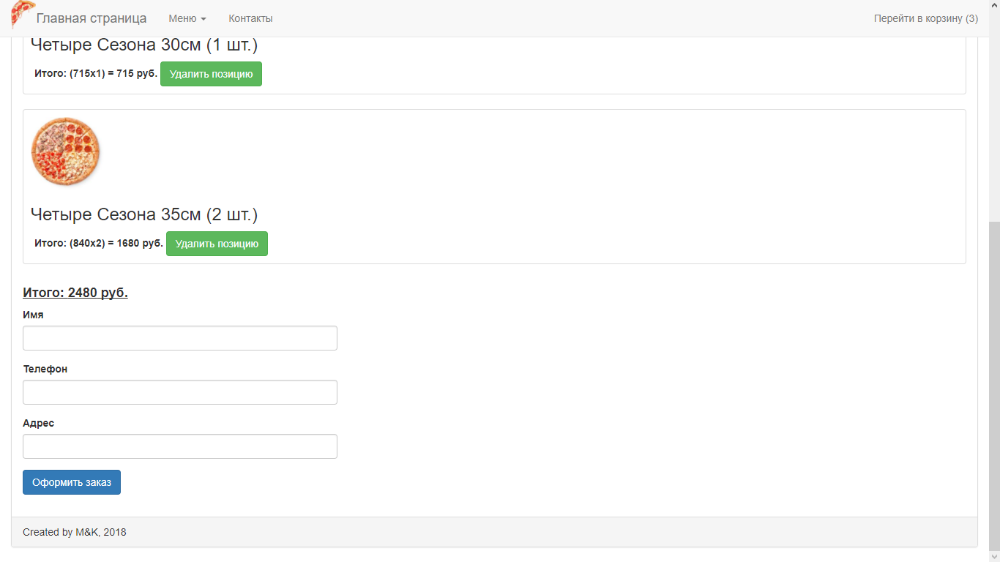 Главная страница Меню Контакты Перейти в корзину (3)
Четыре Сезона 30см (1 шт.)
Итого: (715x1) = 715 руб. Удалить позицию
Четыре Сезона 35см (2 шт.)
Итого: (840x2) = 1680 руб. Удалить позицию
Итого: 2480 руб.
Имя
Телефон
Адрес
Оформить заказ
Created by M&K, 2018